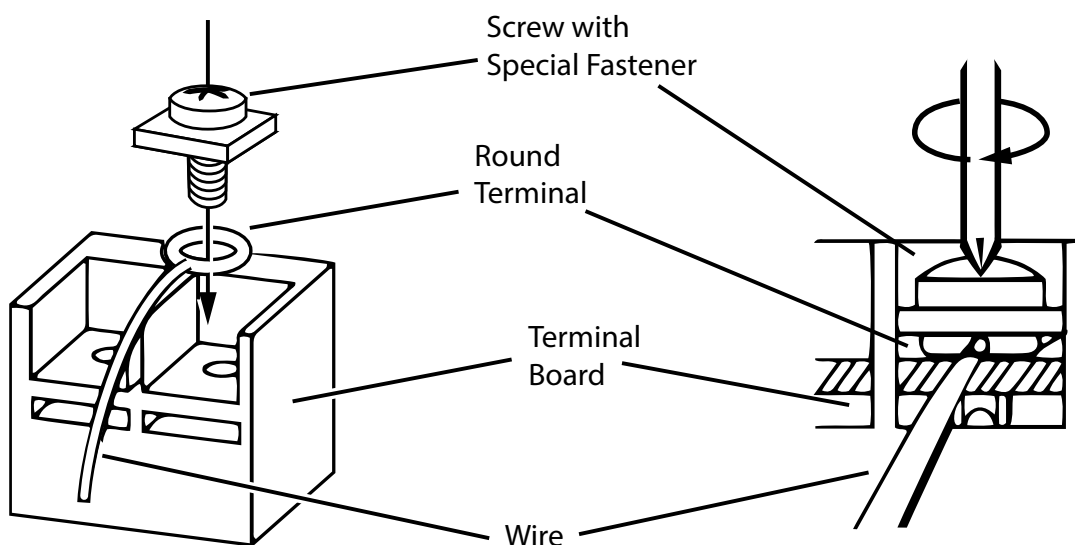 Screw with
Special Fastener
Round
Terminal
Terminal
Board
Wire